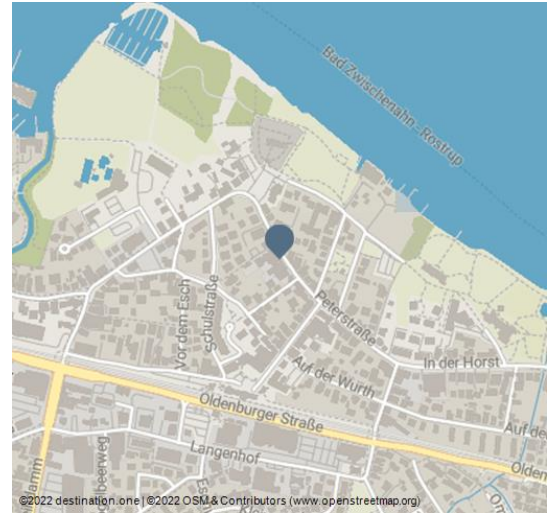 Bad Zwischenahn - Rostrup
Vor dem Esch
Schulstraße
Peterstraße
In der Horst
Auf der Wurth
Auf de
Oldenburger Straße
Olden
Langenhof
©2022 destination.one | ©2022 OSM & Contributors (www.openstreetmap.org)